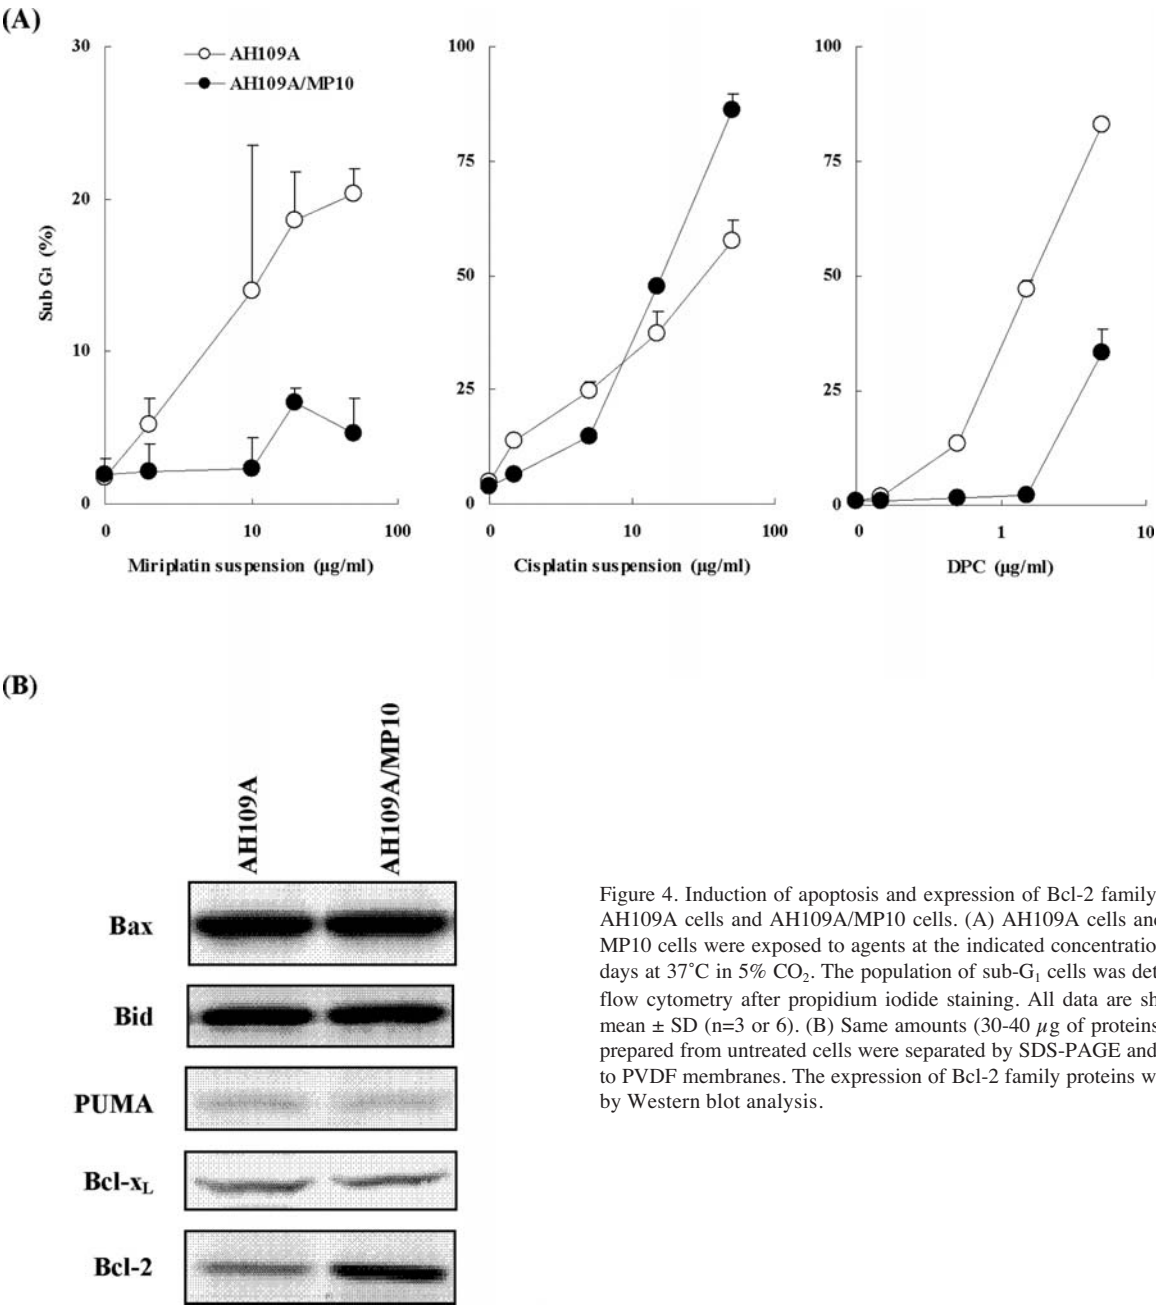 (A)
AH109A
AH109A/MP10
30
20
10
0
Sub G1 (%)
0 10 100
Miriplatin suspension (µg/ml)
100
75
50
25
0
0 10 100
Cisplatin suspension (µg/ml)
100
75
50
25
0
0 1 10
DPC (µg/ml)
(B)
AH109A
AH109A/MP10
Bax
Bid
PUMA
Bcl-xL
Bcl-2
Figure 4. Induction of apoptosis and expression of Bcl-2 family
AH109A cells and AH109A/MP10 cells. (A) AH109A cells and
MP10 cells were exposed to agents at the indicated concentratio
days at 37˚C in 5% CO2. The population of sub-G1 cells was det
flow cytometry after propidium iodide staining. All data are sh
mean ± SD (n=3 or 6). (B) Same amounts (30-40 µg of proteins
prepared from untreated cells were separated by SDS-PAGE and
to PVDF membranes. The expression of Bcl-2 family proteins w
by Western blot analysis.